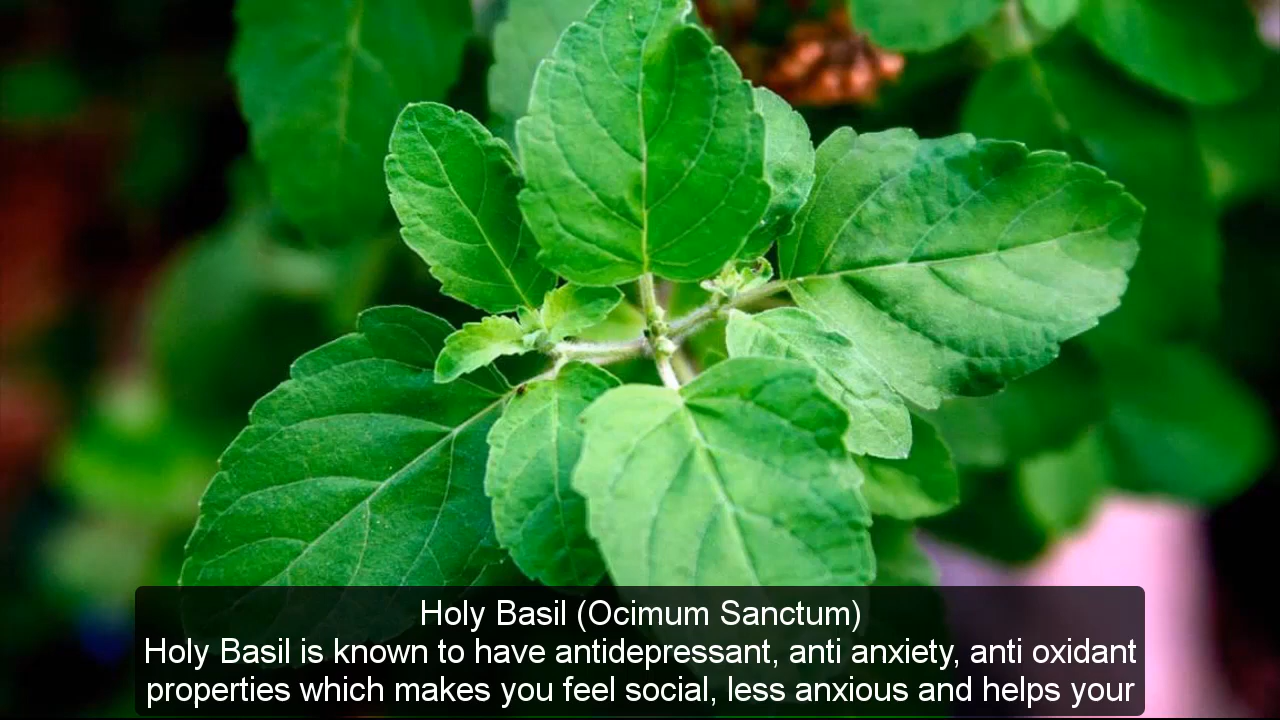 Holy Basil (Ocimum Sanctum)
Holy Basil is known to have antidepressant, anti anxiety, anti oxidant
properties which makes you feel social, less anxious and helps your